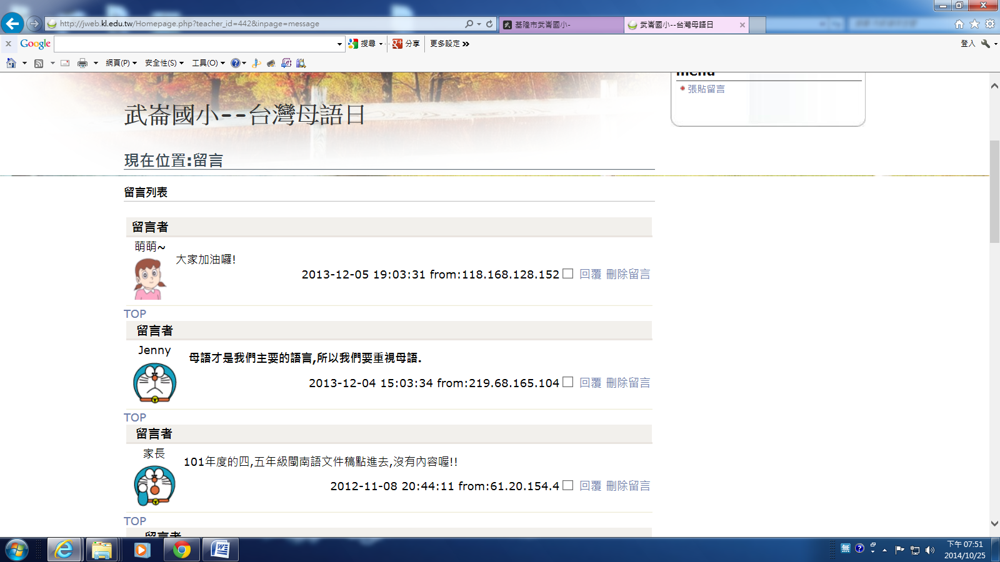 http://jweb.kl.edu.tw/Homepage.php?teacher_id=442&inpage=message
基隆市武崙國小-
武崙國小--台灣母語日
x Google 搜尋 分享 更多設定 » 登入
網頁(P) 安全性(S) 工具(O)
menu
張貼留言
武崙國小--台灣母語日
現在位置:留言
留言列表
留言者
萌萌~
大家加油囉!
2013-12-05 19:03:31 from:118.168.128.152 回覆 刪除留言
TOP
留言者
Jenny
母語才是我們主要的語言,所以我們要重視母語.
2013-12-04 15:03:34 from:219.68.165.104 回覆 刪除留言
TOP
留言者
家長
101年度的四,五年級閩南語文件稿點進去,沒有內容喔!!
2012-11-08 20:44:11 from:61.20.154.4 回覆 刪除留言
TOP
留言者
無
下午 07:51
2014/10/25